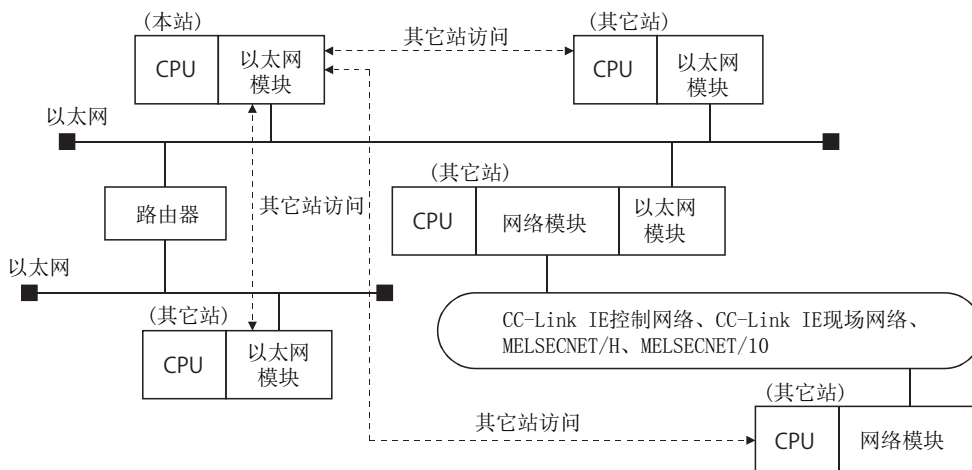 (本站)
CPU
以太网
模块
其它站访问
(其它站)
CPU
以太网
模块
以太网
路由器
其它站访问
(其它站)
CPU
网络模块
以太网
模块
以太网
(其它站)
CPU
以太网
模块
CC-Link IE控制网络、CC-Link IE现场网络、
MELSECNET/H、MELSECNET/10
其它站访问
(其它站)
CPU
网络模块